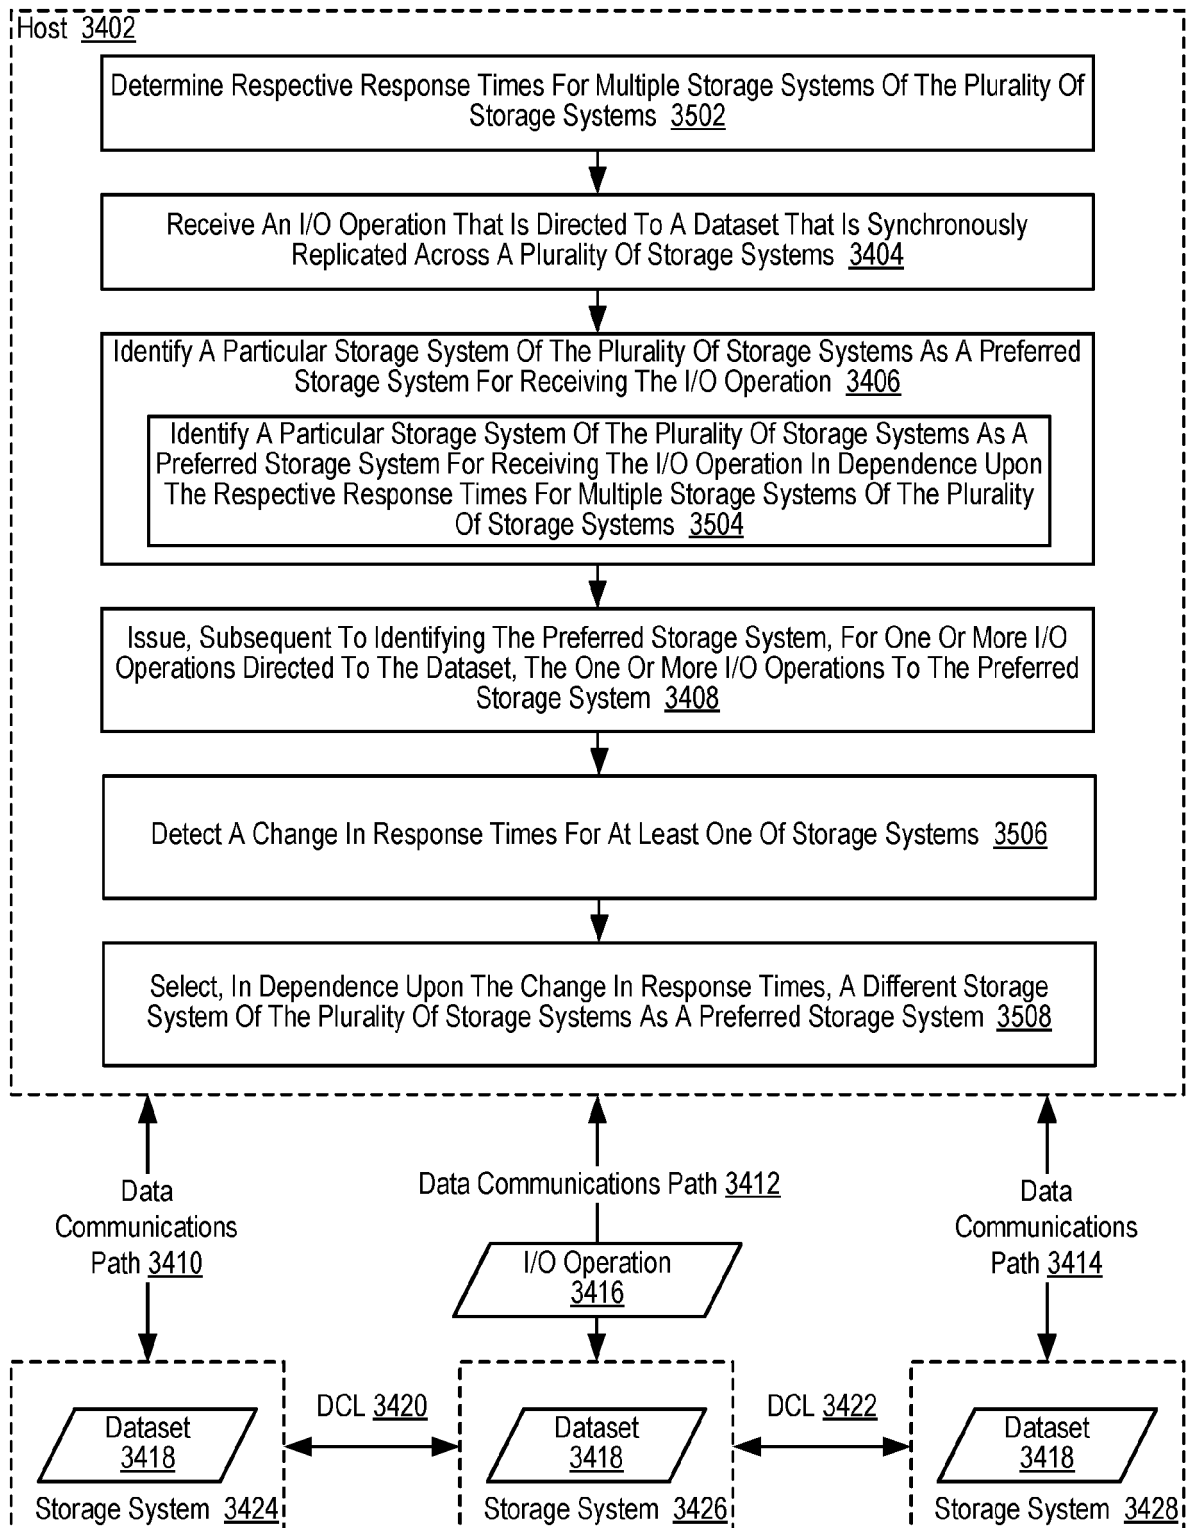 Host 3402
Determine Respective Response Times For Multiple Storage Systems Of The Plurality Of
Storage Systems 3502
Receive An I/O Operation That Is Directed To A Dataset That Is Synchronously
Replicated Across A Plurality Of Storage Systems 3404
Identify A Particular Storage System Of The Plurality Of Storage Systems As A Preferred
Storage System For Receiving The I/O Operation 3406
Identify A Particular Storage System Of The Plurality Of Storage Systems As A
Preferred Storage System For Receiving The I/O Operation In Dependence Upon
The Respective Response Times For Multiple Storage Systems Of The Plurality
Of Storage Systems 3504
Issue, Subsequent To Identifying The Preferred Storage System, For One Or More I/O
Operations Directed To The Dataset, The One Or More I/O Operations To The Preferred
Storage System 3408
Detect A Change In Response Times For At Least One Of Storage Systems 3506
Select, In Dependence Upon The Change In Response Times, A Different Storage
System Of The Plurality Of Storage Systems As A Preferred Storage System 3508
Data
Communications
Path 3410
Data Communications Path 3412
Data
Communications
Path 3414
I/O Operation
3416
DCL 3420
DCL 3422
Dataset
3418
Storage System 3424
Dataset
3418
Storage System 3426
Dataset
3418
Storage System 3428